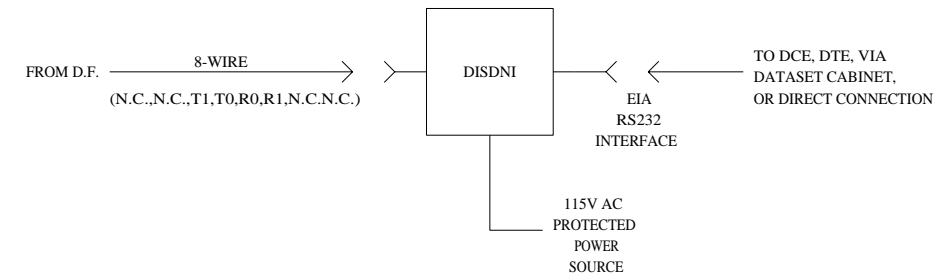 FROM D.F.
8-WIRE
(N.C.,N.C.,T1,T0,R0,R1,N.C.N.C.)
DISDNI
EIA
RS232
INTERFACE
TO DCE, DTE, VIA
DATASET CABINET,
OR DIRECT CONNECTION
115V AC
PROTECTED
POWER
SOURCE